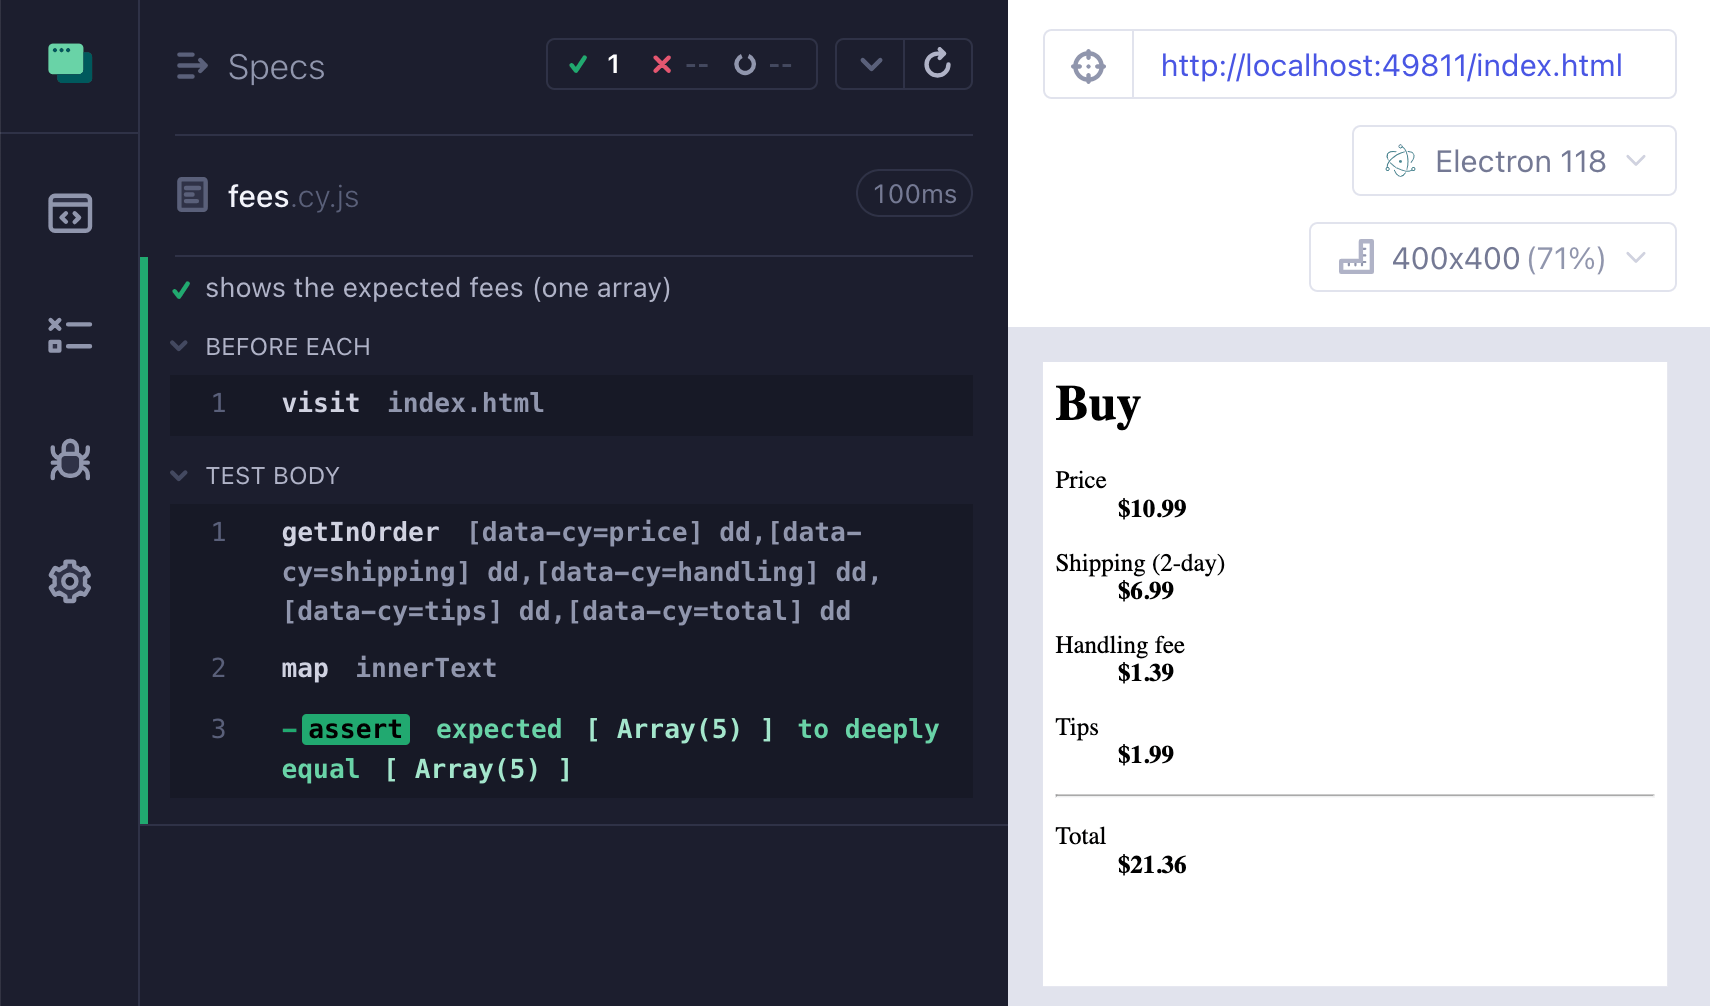 Specs
1 -- --
fees.cy.js
100ms
shows the expected fees (one array)
BEFORE EACH
1 visit index.html
TEST BODY
1 getInOrder [data-cy=price] dd,[data-
cy=shipping] dd,[data-cy=handling] dd,
[data-cy=tips] dd,[data-cy=total] dd
2 map innerText
3 -assert expected [ Array(5) ] to deeply
equal [ Array(5) ]
http://localhost:49811/index.html
Electron 118
400x400 (71%)
Buy
Price
$10.99
Shipping (2-day)
$6.99
Handling fee
$1.39
Tips
$1.99
Total
$21.36